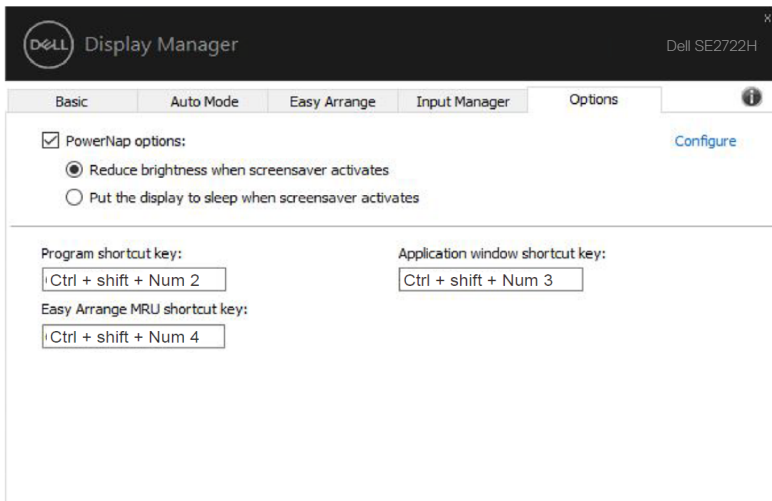 DELL Display Manager
Dell SE2722H
Basic Auto Mode Easy Arrange Input Manager Options
PowerNap options: Configure
Reduce brightness when screensaver activates
Put the display to sleep when screensaver activates
Program shortcut key: Application window shortcut key:
Ctrl + shift + Num 2 Ctrl + shift + Num 3
Easy Arrange MRU shortcut key:
Ctrl + shift + Num 4